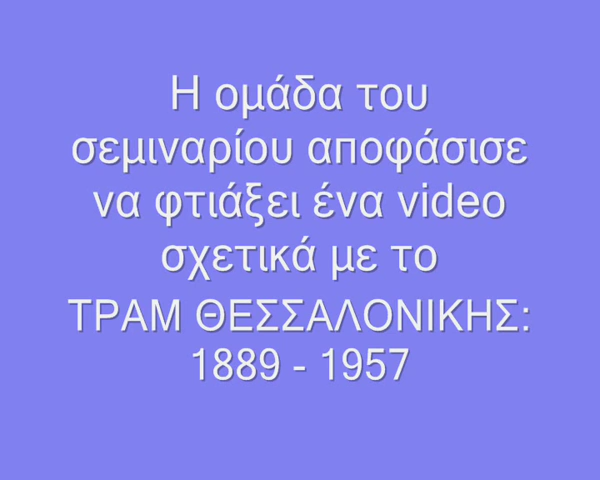 Η ομάδα του
σεμιναρίου αποφάσισε
να φτιάξει ένα video
σχετικά με το
ΤΡΑΜ ΘΕΣΣΑΛΟΝΙΚΗΣ:
1889 - 1957